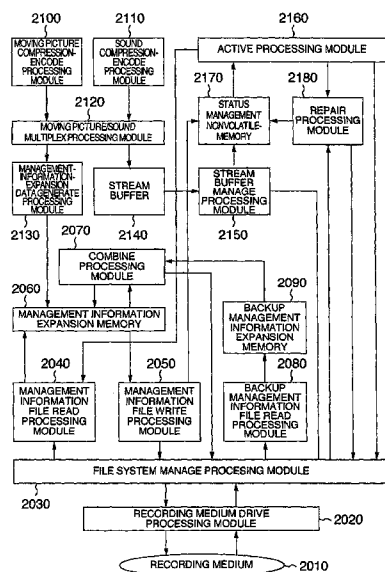 2100
2110
2160
MOVING PICTURE
COMPRESSION-
ENCODE
PROCESSING
MODULE
SOUND
COMPRESSION-
ENCODE
PROCESSING
MODULE
ACTIVE PROCESSING MODULE
2170
2180
2120
MOVING PICTURE/SOUND
MULTIPLEX PROCESSING MODULE
STATUS
MANAGEMENT
NONVOLATILE-
MEMORY
REPAIR
PROCESSING
MODULE
MANAGEMENT-
INFORMATION-
EXPANSION
DATA GENERATE
PROCESSING
MODULE
STREAM
BUFFER
STREAM BUFFER
MANAGE
PROCESSING
MODULE
2130
2140
2150
2070
COMBINE
PROCESSING
MODULE
2060
2090
MANAGEMENT INFORMATION
EXPANSION MEMORY
BACKUP
MANAGEMENT
INFORMATION
EXPANSION
MEMORY
2040
2050
2080
MANAGEMENT
INFORMATION
FILE READ
PROCESSING
MODULE
MANAGEMENT
INFORMATION
FILE WRITE
PROCESSING
MODULE
BACKUP
MANAGEMENT
INFORMATION
FILE READ
PROCESSING
MODULE
FILE SYSTEM MANAGE PROCESING MODULE
2030
RECORDING MEDIUM DRIVE
PROCESSING MODULE
2020
RECORDING MEDIUM
2010